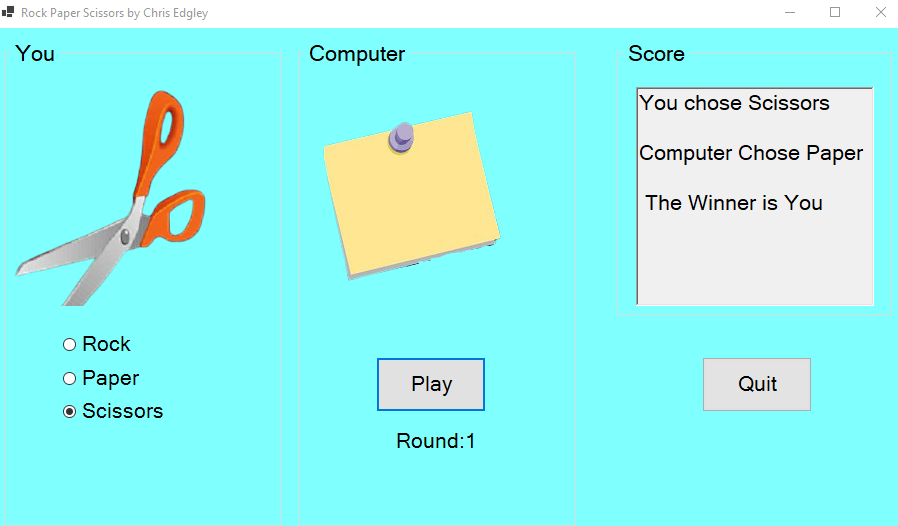 Rock Paper Scissors by Chris Edgley
You
Computer
Score
You chose Scissors
Computer Chose Paper
The Winner is You
Rock
Paper
Scissors
Play
Quit
Round:1